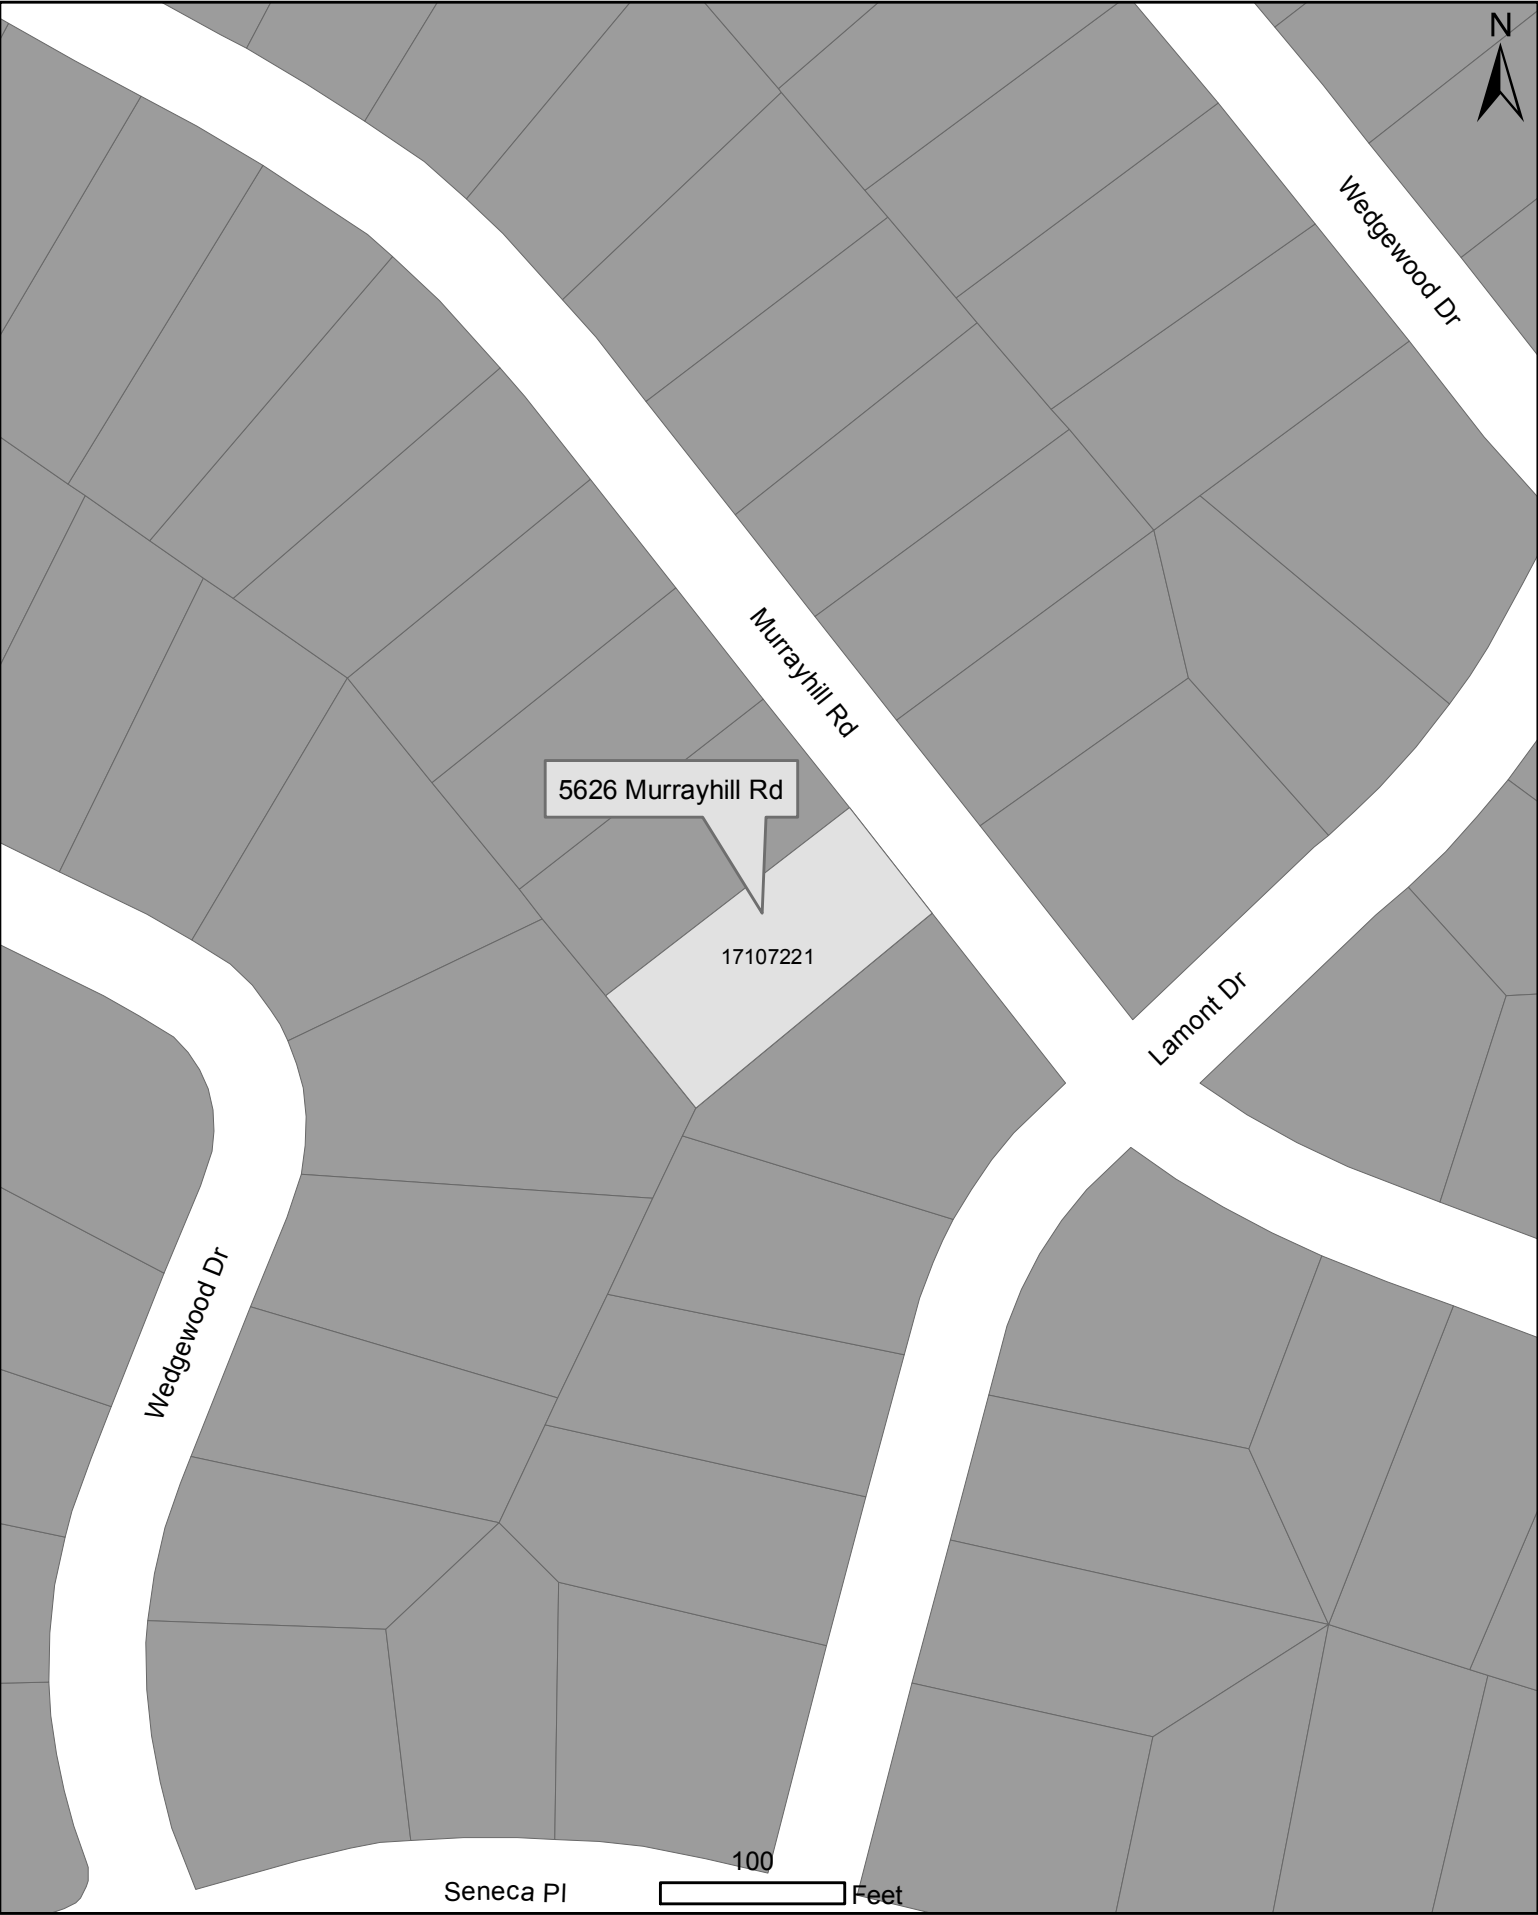 N
Wedgewood Dr
Murrayhill Rd
5626 Murrayhill Rd
17107221
Lamont Dr
Wedgewood Dr
100
Seneca Pl
Feet